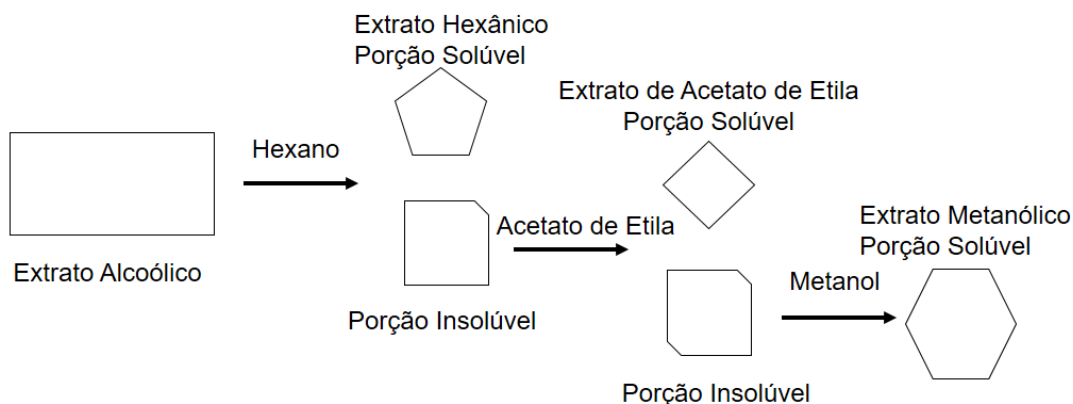 Extrato Hexânico
Porção Solúvel
Extrato de Acetato de Etila
Porção Solúvel
Hexano
Extrato Metanólico
Porção Solúvel
Acetato de Etila
Extrato Alcoólico
Metanol
Porção Insolúvel
Porção Insolúvel